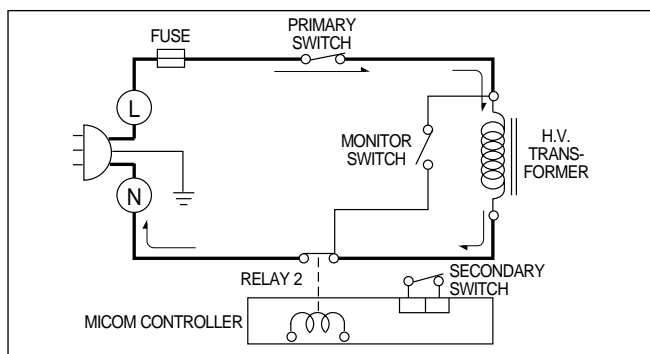 FUSE
PRIMARY
SWITCH
L
MONITOR
SWITCH
H.V.
TRANS-
FORMER
N
RELAY 2
SECONDARY
SWITCH
MICOM CONTROLLER